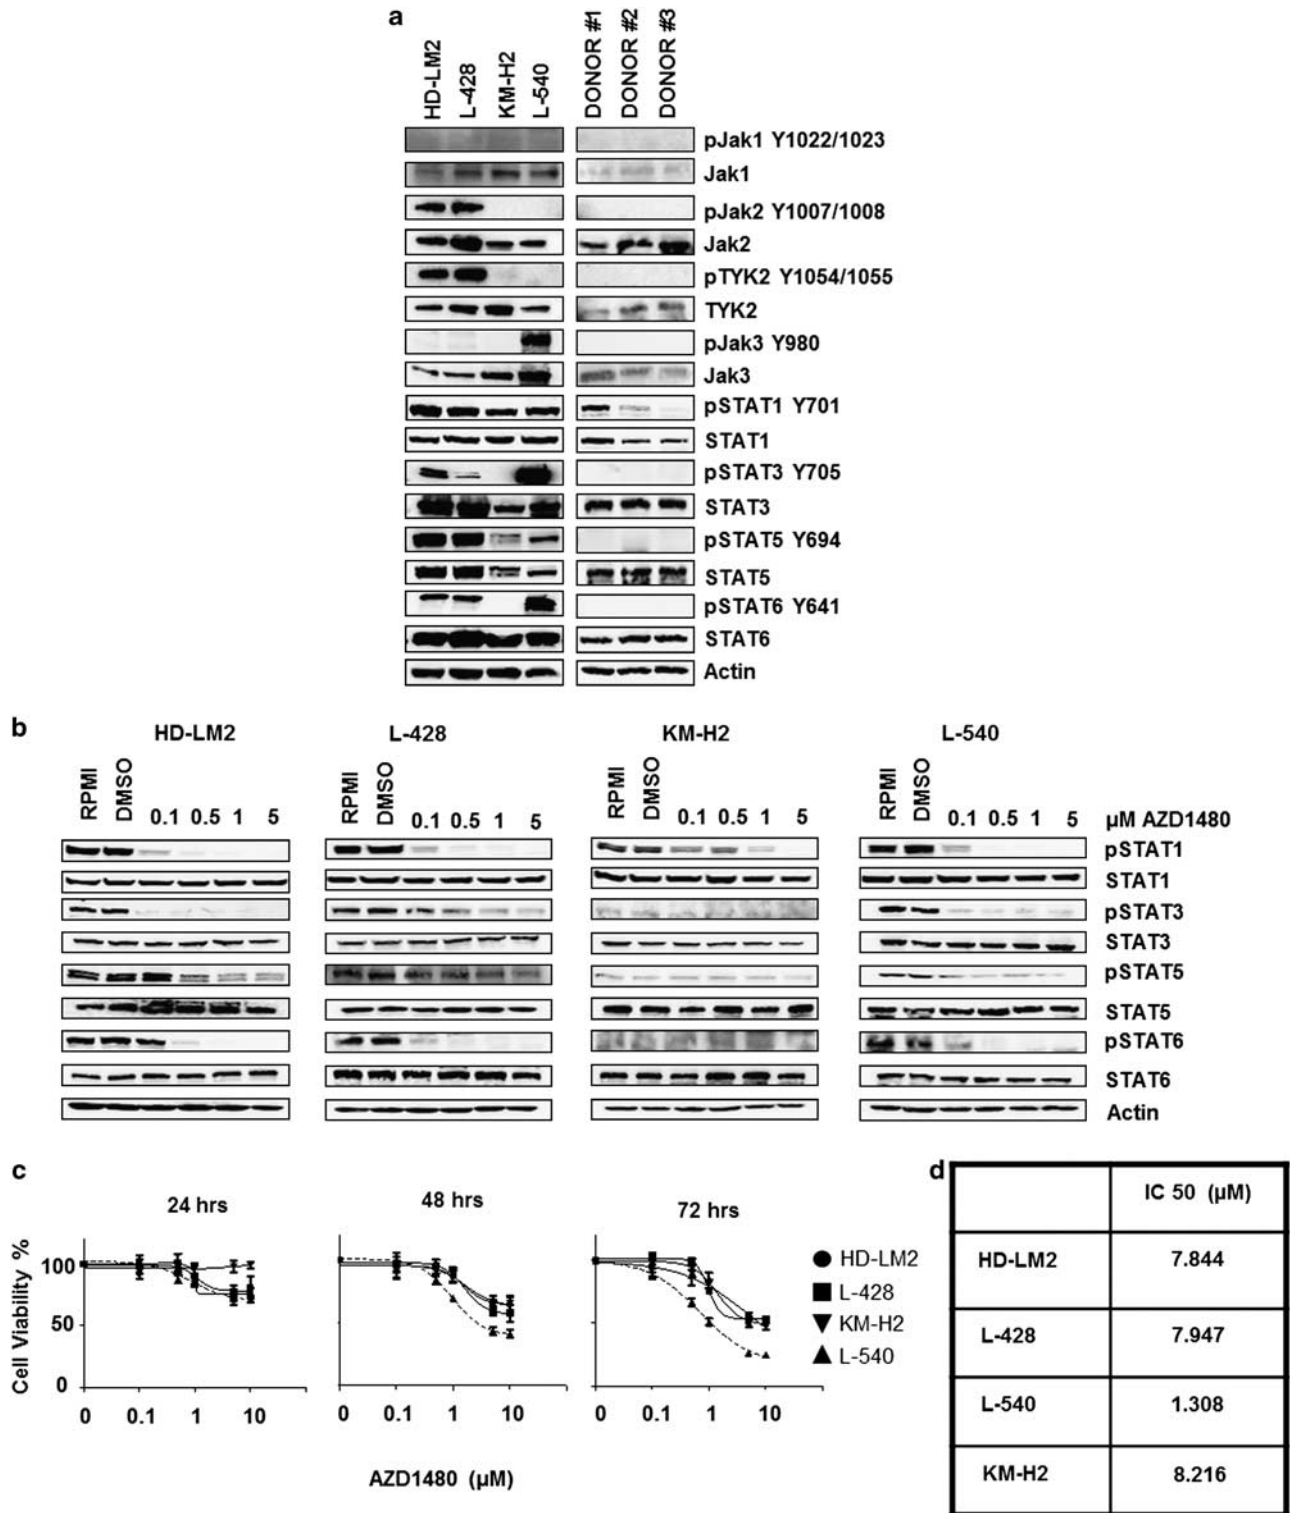 a
HD-LM2 L-428 KM-H2 L-540 DONOR #1 DONOR #2 DONOR #3
pJak1 Y1022/1023
Jak1
pJak2 Y1007/1008
Jak2
pTYK2 Y1054/1055
TYK2
pJak3 Y980
Jak3
pSTAT1 Y701
STAT1
pSTAT3 Y705
STAT3
pSTAT5 Y694
STAT5
pSTAT6 Y641
STAT6
Actin
b
HD-LM2 L-428 KM-H2 L-540
RPMI DMSO 0.1 0.5 1 5 RPMI DMSO 0.1 0.5 1 5 RPMI DMSO 0.1 0.5 1 5 RPMI DMSO 0.1 0.5 1 5 µM AZD1480
pSTAT1
STAT1
pSTAT3
STAT3
pSTAT5
STAT5
pSTAT6
STAT6
Actin
c
24 hrs 48 hrs 72 hrs
Cell Viability %
100
50
0
0 0.1 1 10 0 0.1 1 10 0 0.1 1 10
AZD1480 (µM)
HD-LM2
L-428
KM-H2
L-540
d
IC 50 (µM)
HD-LM2 7.844
L-428 7.947
L-540 1.308
KM-H2 8.216